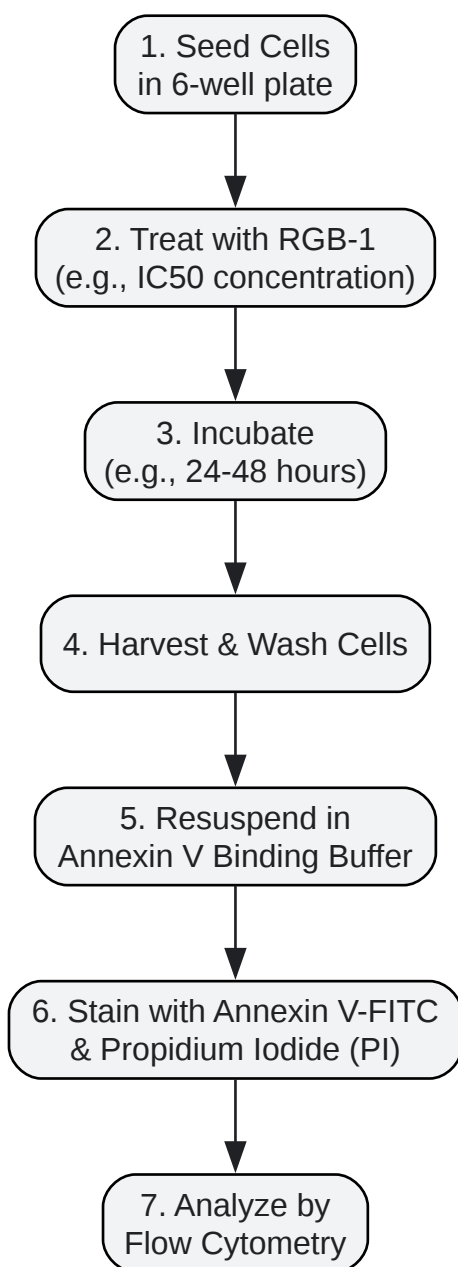 1. Seed Cells
in 6-well plate
2. Treat with RGB-1
(e.g., IC50 concentration)
3. Incubate
(e.g., 24-48 hours)
4. Harvest & Wash Cells
5. Resuspend in
Annexin V Binding Buffer
6. Stain with Annexin V-FITC
& Propidium Iodide (PI)
7. Analyze by
Flow Cytometry